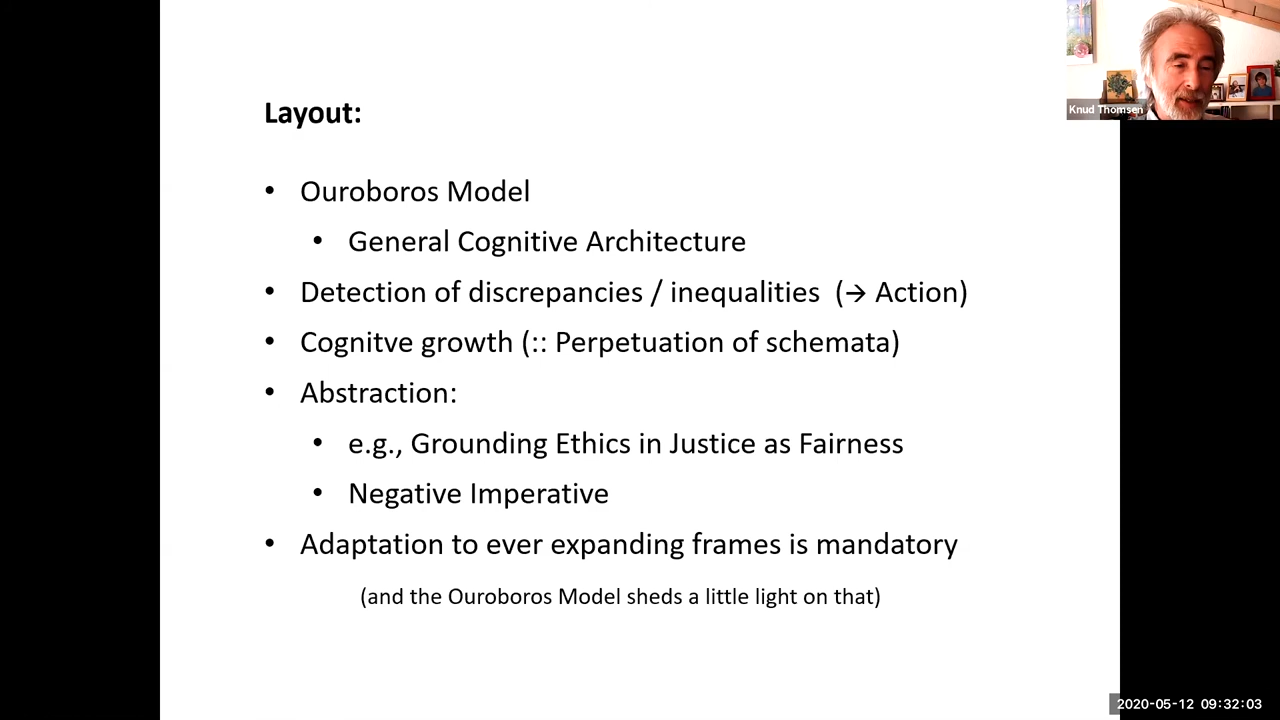 Layout:
• Ouroboros Model
• General Cognitive Architecture
• Detection of discrepancies / inequalities (→ Action)
• Cognitve growth (:: Perpetuation of schemata)
• Abstraction:
• e.g., Grounding Ethics in Justice as Fairness
• Negative Imperative
• Adaptation to ever expanding frames is mandatory
(and the Ouroboros Model sheds a little light on that)
Knud Thomsen
2020-05-12 09:32:03